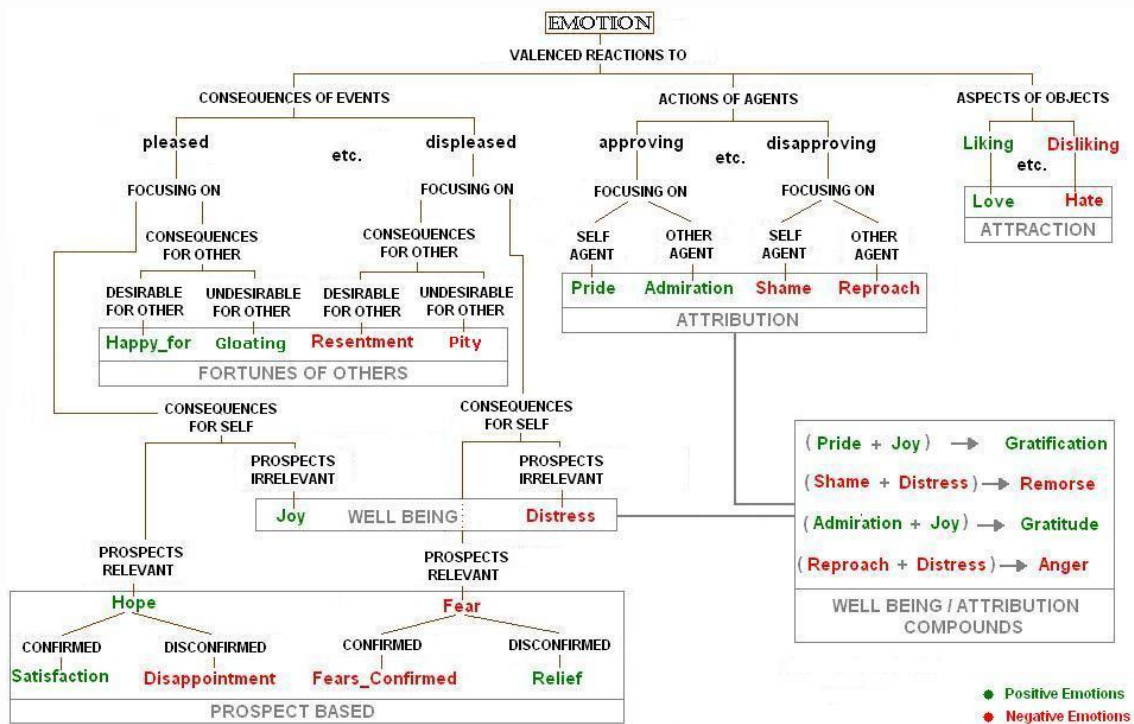 EMOTION
VALENCED REACTIONS TO
CONSEQUENCES OF EVENTS
ACTIONS OF AGENTS
ASPECTS OF OBJECTS
pleased
etc.
displeased
approving
etc.
disapproving
Liking
Disliking
etc.
FOCUSING ON
FOCUSING ON
FOCUSING ON
FOCUSING ON
Love
Hate
ATTRACTION
CONSEQUENCES
FOR OTHER
CONSEQUENCES
FOR OTHER
SELF
AGENT
OTHER
AGENT
SELF
AGENT
OTHER
AGENT
DESIRABLE
FOR OTHER
UNDESIRABLE
FOR OTHER
DESIRABLE
FOR OTHER
UNDESIRABLE
FOR OTHER
Pride
Admiration
Shame
Reproach
ATTRIBUTION
Happy_for
Gloating
Resentment
Pity
FORTUNES OF OTHERS
CONSEQUENCES
FOR SELF
CONSEQUENCES
FOR SELF
PROSPECTS
IRRELEVANT
PROSPECTS
IRRELEVANT
Joy
WELL BEING
Distress
(Pride + Joy) Gratification
(Shame + Distress) Remorse
(Admiration + Joy) Gratitude
(Reproach + Distress) Anger
WELL BEING / ATTRIBUTION
COMPOUNDS
PROSPECTS
RELEVANT
PROSPECTS
RELEVANT
Hope
Fear
CONFIRMED
DISCONFIRMED
CONFIRMED
DISCONFIRMED
Satisfaction
Disappointment
Fears_Confirmed
Relief
PROSPECT BASED
Positive Emotions
Negative Emotions